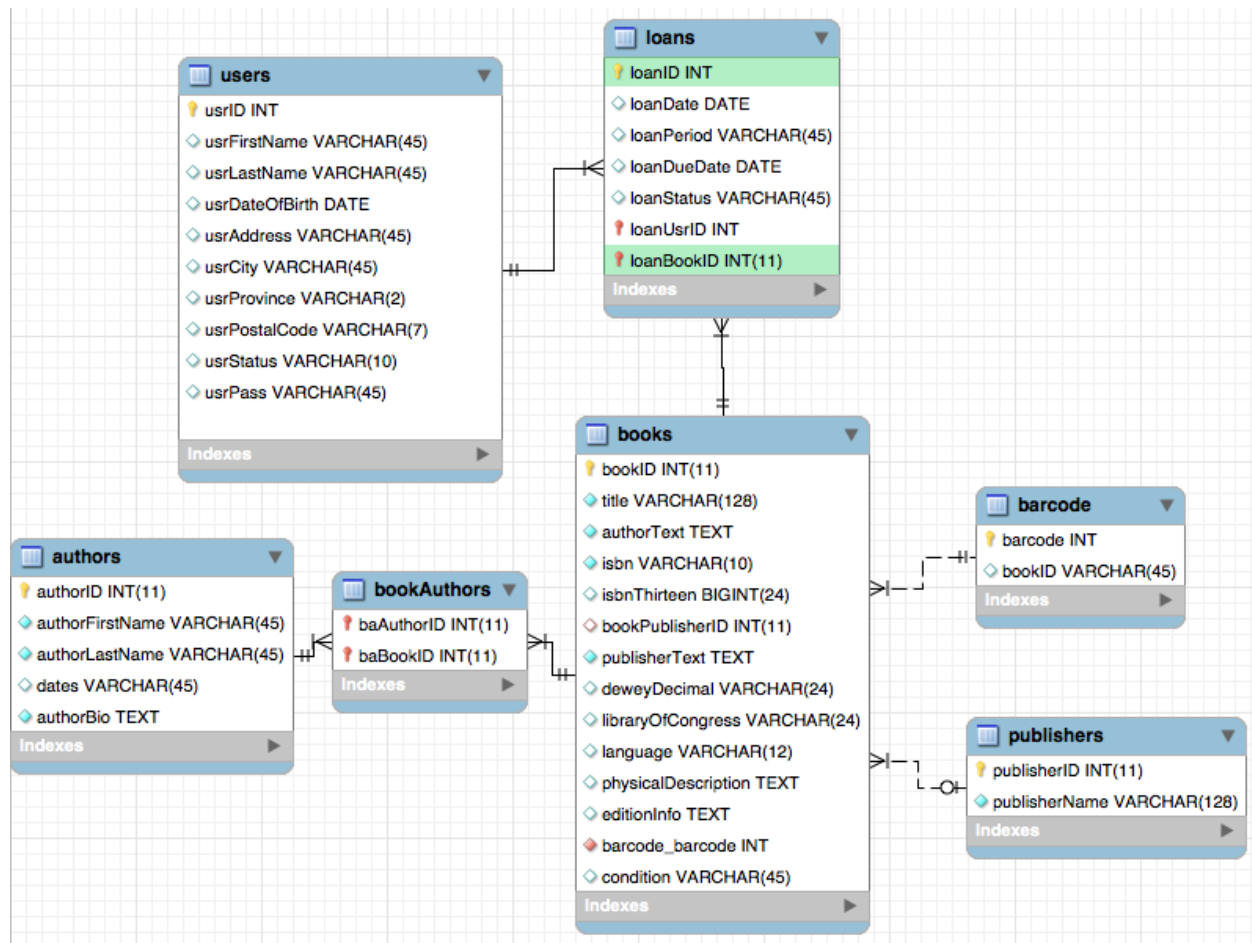 users
usrID INT
usrFirstName VARCHAR(45)
usrLastName VARCHAR(45)
usrDateOfBirth DATE
usrAddress VARCHAR(45)
usrCity VARCHAR(45)
usrProvince VARCHAR(2)
usrPostalCode VARCHAR(7)
usrStatus VARCHAR(10)
usrPass VARCHAR(45)
Indexes
loans
loanID INT
loanDate DATE
loanPeriod VARCHAR(45)
loanDueDate DATE
loanStatus VARCHAR(45)
loanUsrID INT
loanBookID INT(11)
Indexes
authors
authorID INT(11)
authorFirstName VARCHAR(45)
authorLastName VARCHAR(45)
dates VARCHAR(45)
authorBio TEXT
Indexes
bookAuthors
baAuthorID INT(11)
baBookID INT(11)
Indexes
books
bookID INT(11)
title VARCHAR(128)
authorText TEXT
isbn VARCHAR(10)
isbnThirteen BIGINT(24)
bookPublisherID INT(11)
publisherText TEXT
deweyDecimal VARCHAR(24)
libraryOfCongress VARCHAR(24)
language VARCHAR(12)
physicalDescription TEXT
editionInfo TEXT
barcode_barcode INT
condition VARCHAR(45)
Indexes
barcode
barcode INT
bookID VARCHAR(45)
Indexes
publishers
publisherID INT(11)
publisherName VARCHAR(128)
Indexes